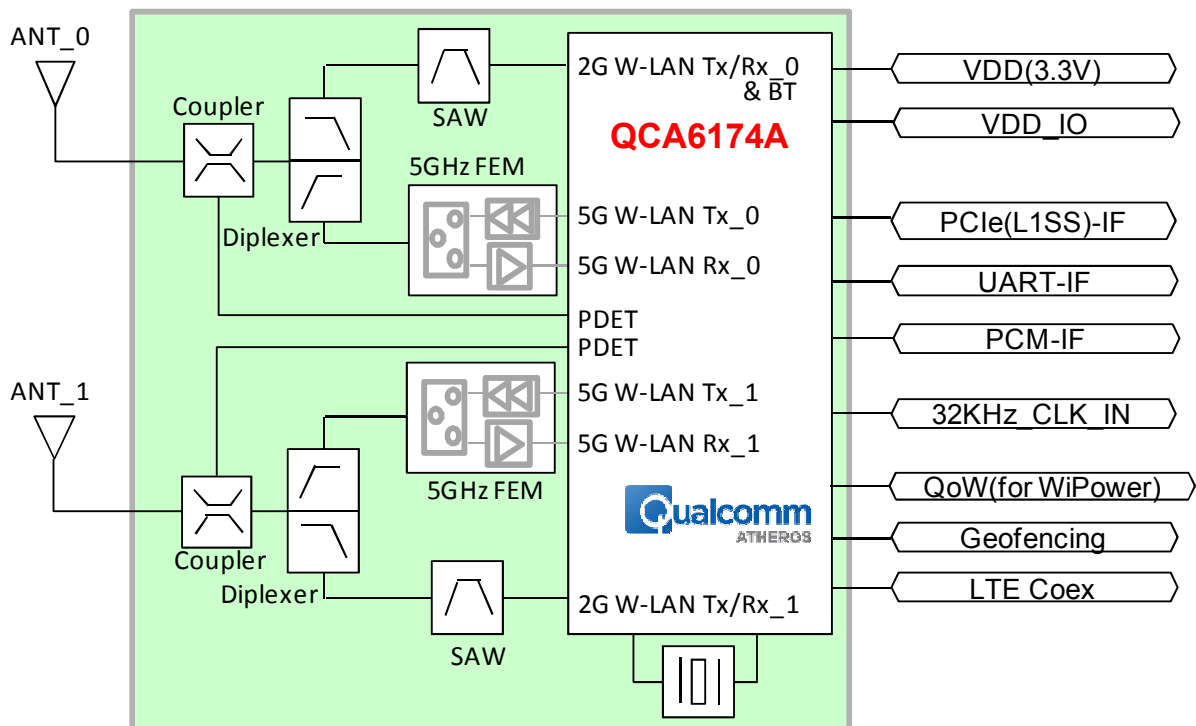 ANT_0
Coupler
SAW
5GHz FEM
Diplexer
2G W-LAN Tx/Rx_0
& BT
QCA6174A
5G W-LAN Tx_0
5G W-LAN Rx_0
PDET
PDET
ANT_1
5G W-LAN Tx_1
5G W-LAN Rx_1
5GHz FEM
Coupler
Diplexer
SAW
Qualcomm
ATHEROS
2G W-LAN Tx/Rx_1
VDD(3.3V)
VDD_IO
PCIe(L1SS)-IF
UART-IF
PCM-IF
32KHz_CLK_IN
QoW(for WiPower)
Geofencing
LTE Coex